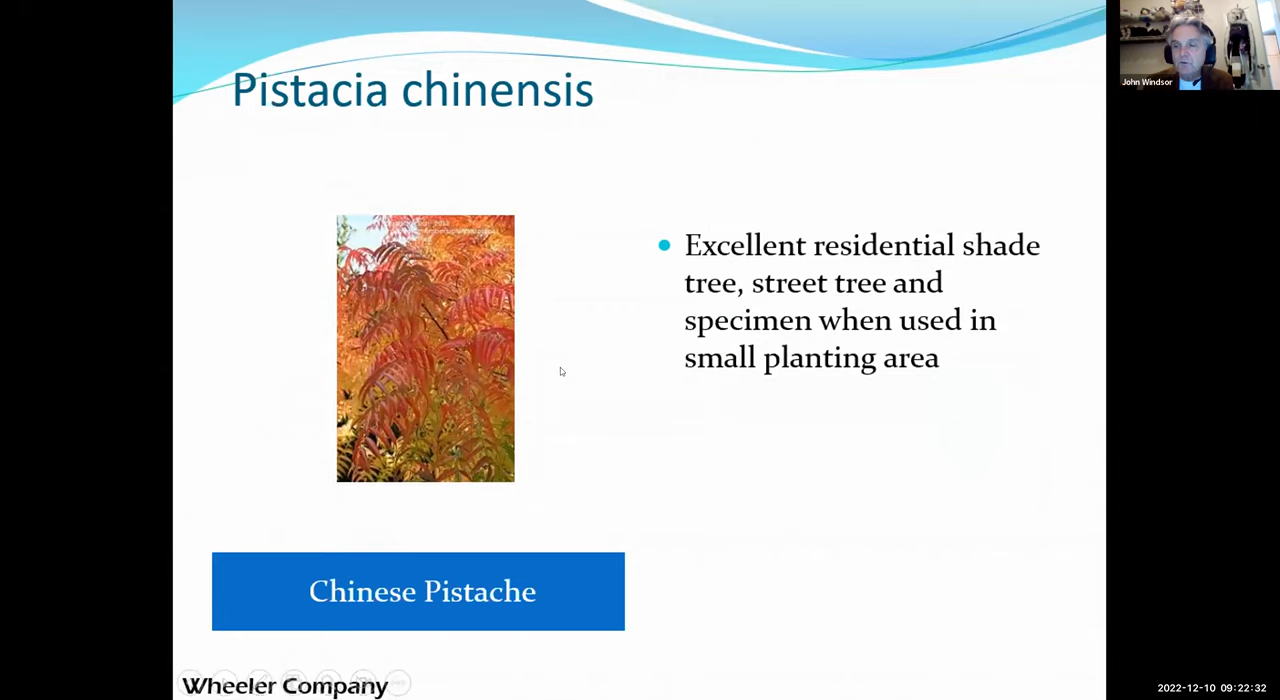 Pistacia chinensis
John Windsor
Excellent residential shade
tree, street tree and
specimen when used in
small planting area
Chinese Pistache
Wheeler Company
2022-12-10 09:22:32